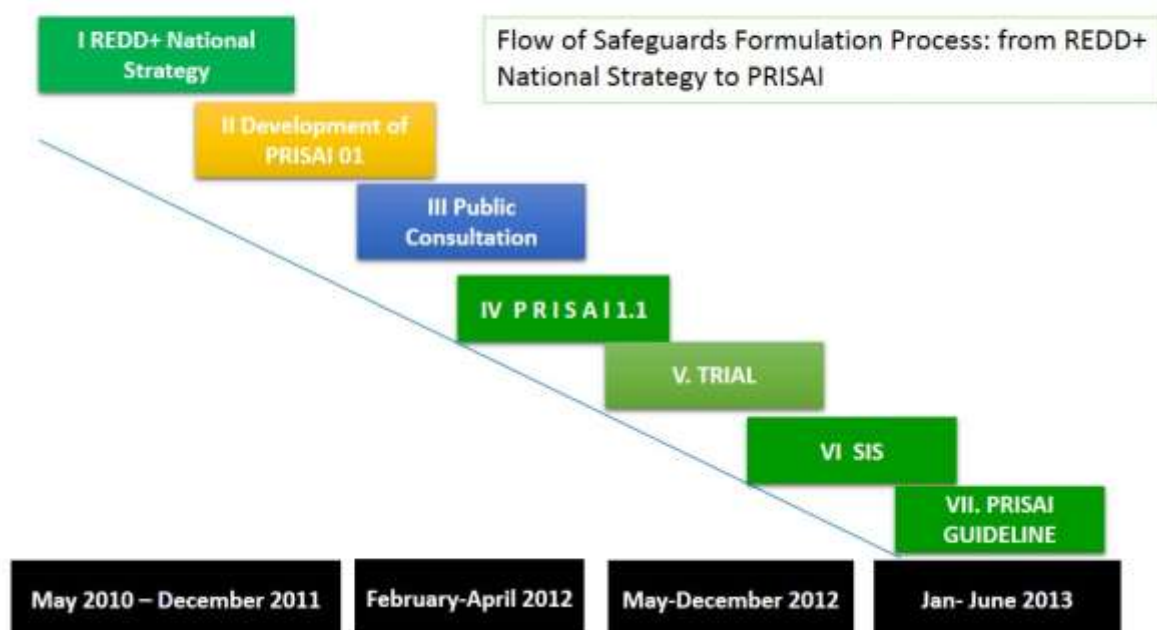 I REDD+ National
Strategy
Flow of Safeguards Formulation Process: from REDD+
National Strategy to PRISAI
II Development of
PRISAI 01
III Public
Consultation
IV P R I S A I 1.1
V. TRIAL
VI SIS
VII. PRISAI
GUIDELINE
May 2010 – December 2011
February-April 2012
May-December 2012
Jan- June 2013